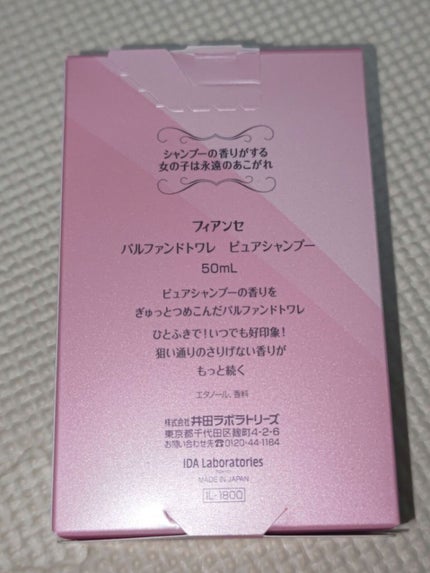 シャンプーの香りがする
女の子は永遠のあこがれ
フィアンセ
パルファンドトワレ ピュアシャンプー
50mL
ピュアシャンプーの香りを
ぎゅっとつめこんだパルファンドトワレ
ひとふきで！いつでも好印象！
狙い通りのさりげない香りが
もっと続く
エタノール、香料
株式会社 井田ラボラトリーズ
東京都千代田区麹町4-2-6
お問い合わせ先☎0120-44-1184
IDA Laboratories
MADE IN JAPAN
IL-1800